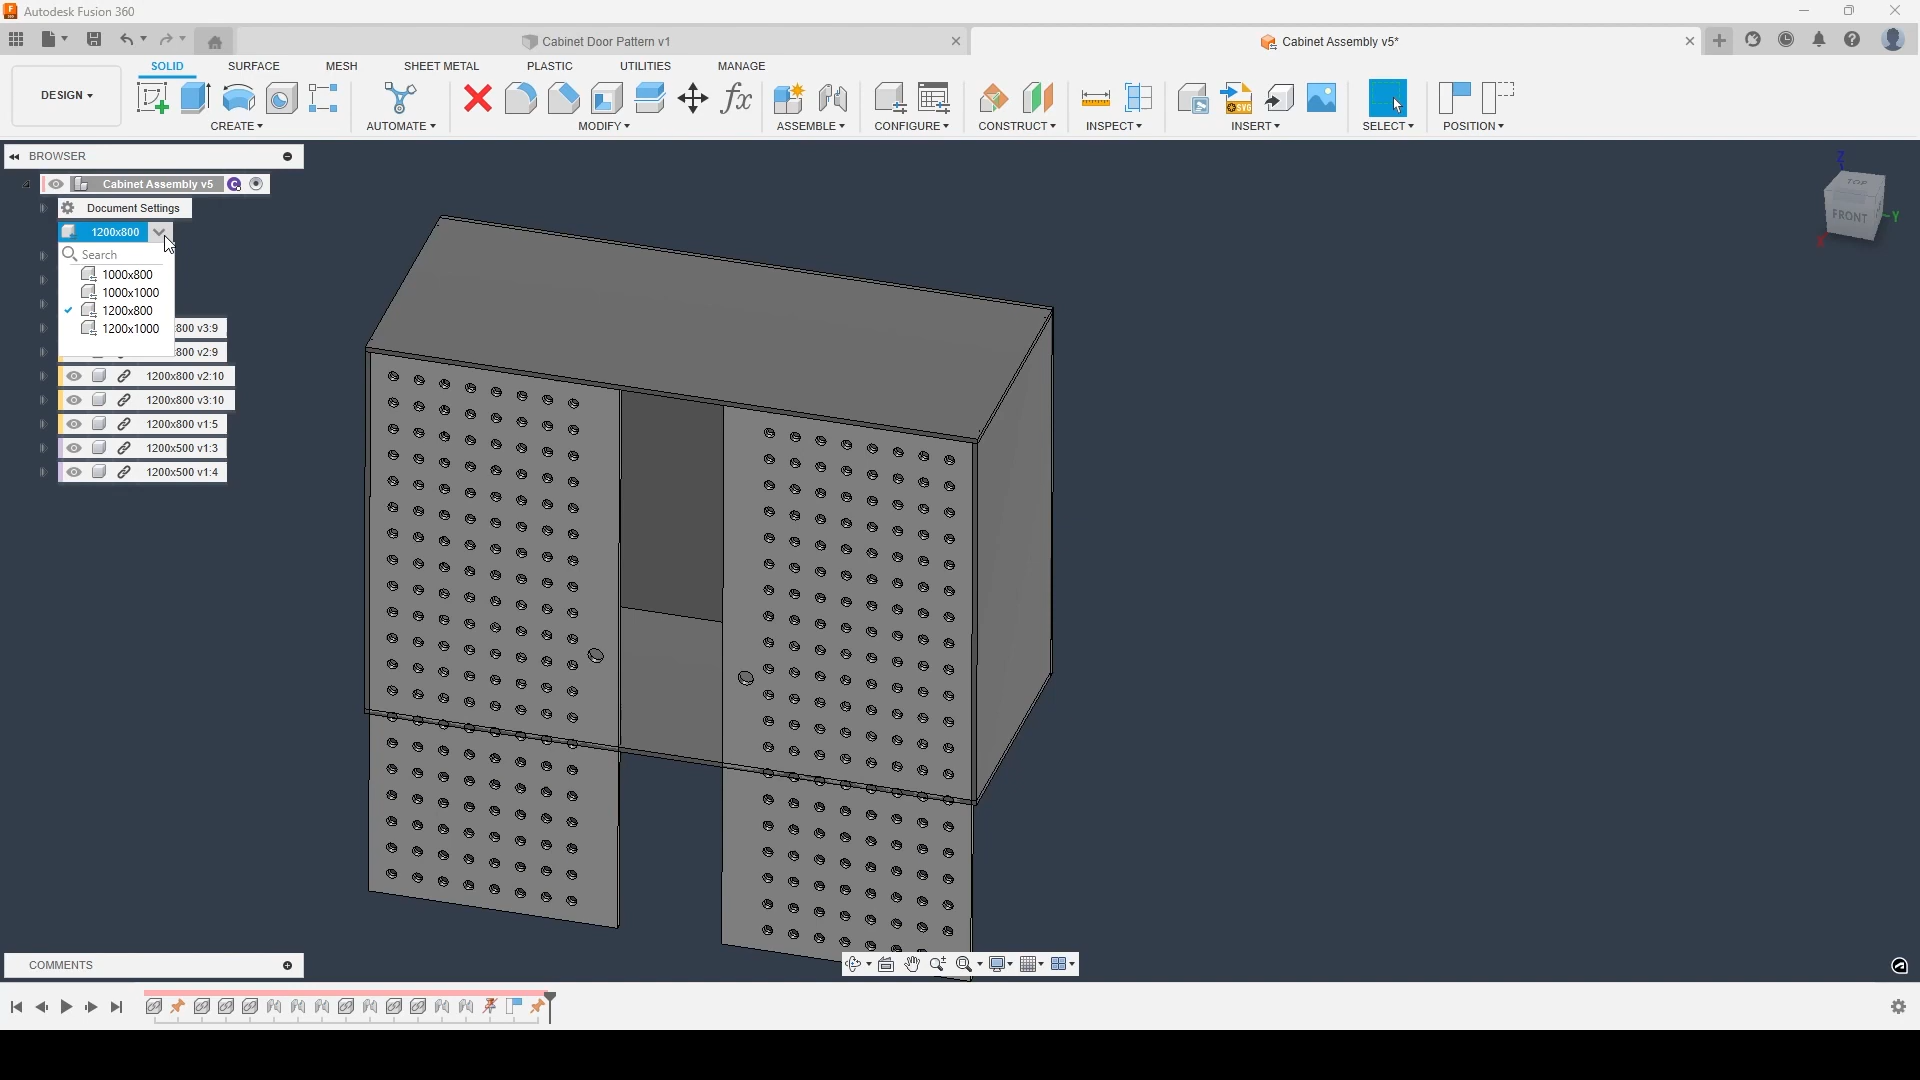 Autodesk Fusion 360
Cabinet Door Pattern v1
Cabinet Assembly v5*
DESIGN
SOLID
SURFACE
MESH
SHEET METAL
PLASTIC
UTILITIES
MANAGE
CREATE
AUTOMATE
MODIFY
ASSEMBLE
CONFIGURE
CONSTRUCT
INSPECT
INSERT
SELECT
POSITION
BROWSER
Cabinet Assembly v5
Document Settings
1200x800
Search
1000x800
1000x1000
1200x800
1200x1000
800 v3:9
800 v2:9
1200x800 v2:10
1200x800 v3:10
1200x800 v1:5
1200x500 v1:3
1200x500 v1:4
Z
TOP
FRONT
Y
X
COMMENTS